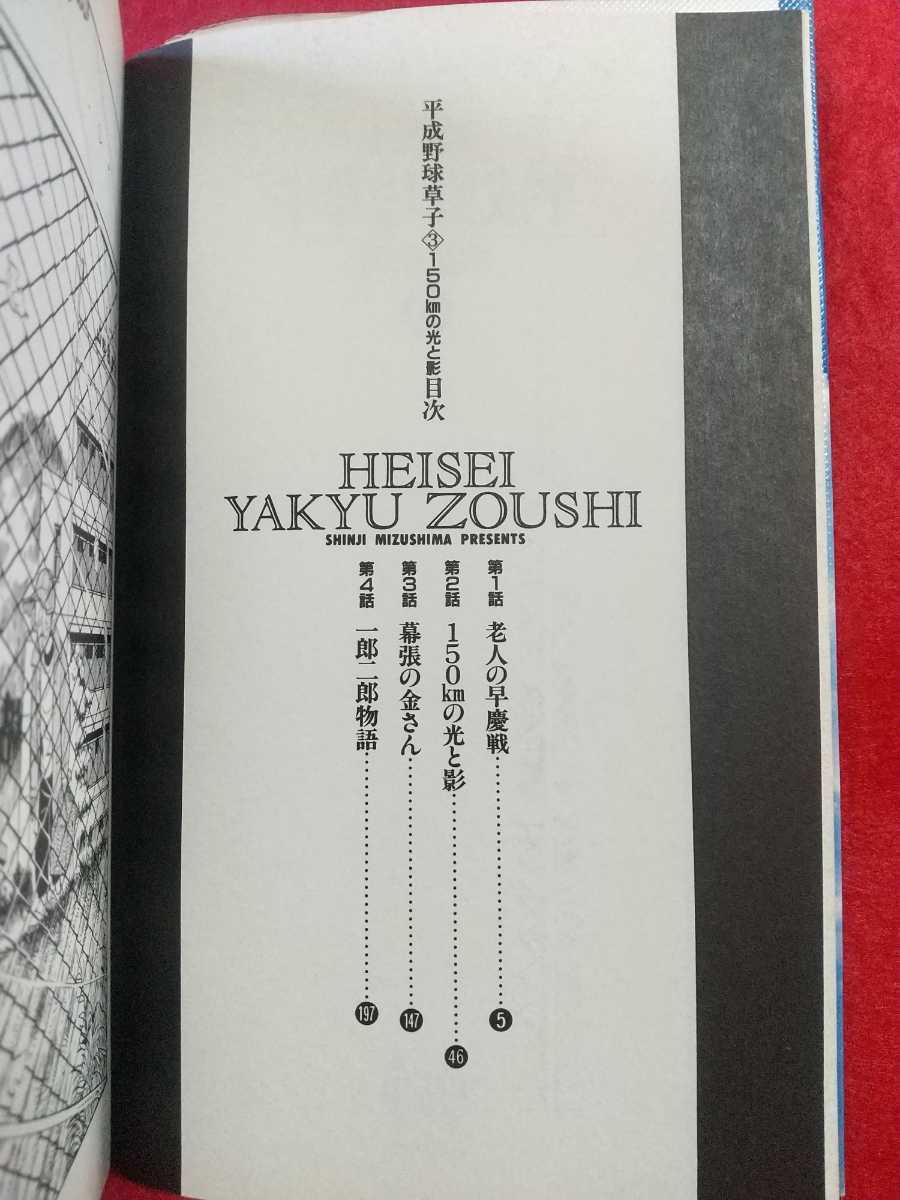 平成野球草子③150㎞の光と影目次
HEISEI
YAKYU ZOUSHI
SHINJI MIZUSHIMA PRESENTS
第1話 老人の早慶戦……5
第2話 150㎞の光と影……46
第3話 幕張の金さん……147
第4話 一郎二郎物語……197